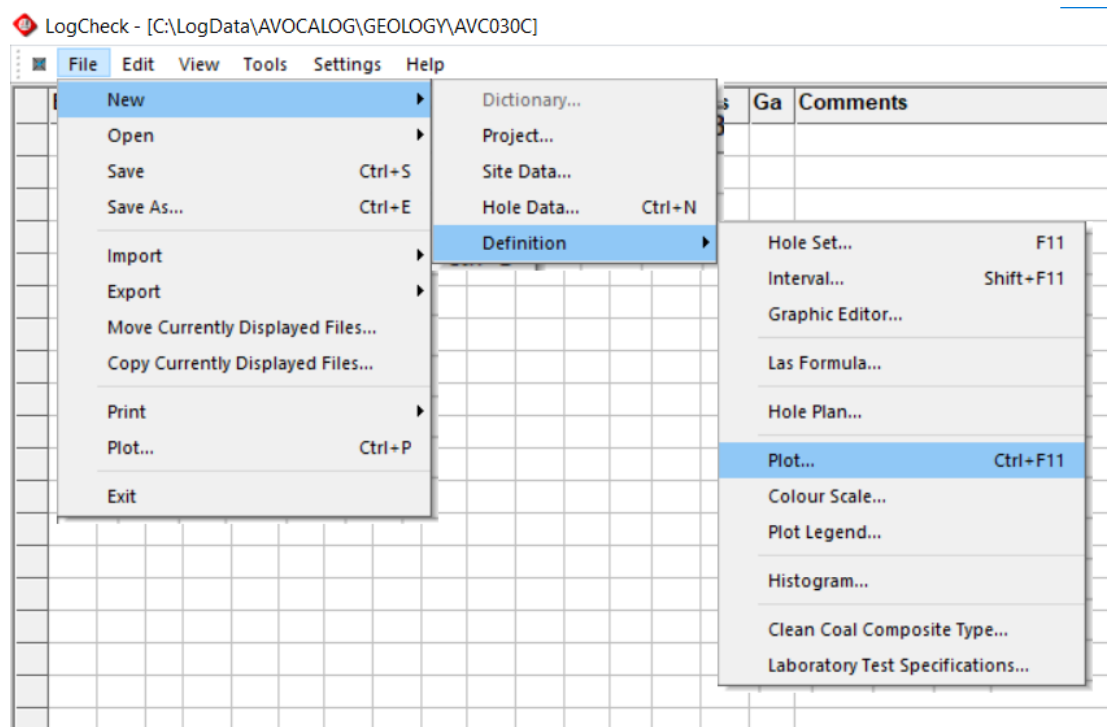 LogCheck - [C:\LogData\AVOCALOG\GEOLOGY\AVC030C]
File Edit View Tools Settings Help
Ga Comments
New
Open
Save Ctrl+S
Save As... Ctrl+E
Import
Export
Move Currently Displayed Files...
Copy Currently Displayed Files...
Print
Plot... Ctrl+P
Exit
Dictionary...
Project...
Site Data...
Hole Data... Ctrl+N
Definition
Hole Set... F11
Interval... Shift+F11
Graphic Editor...
Las Formula...
Hole Plan...
Plot... Ctrl+F11
Colour Scale...
Plot Legend...
Histogram...
Clean Coal Composite Type...
Laboratory Test Specifications...